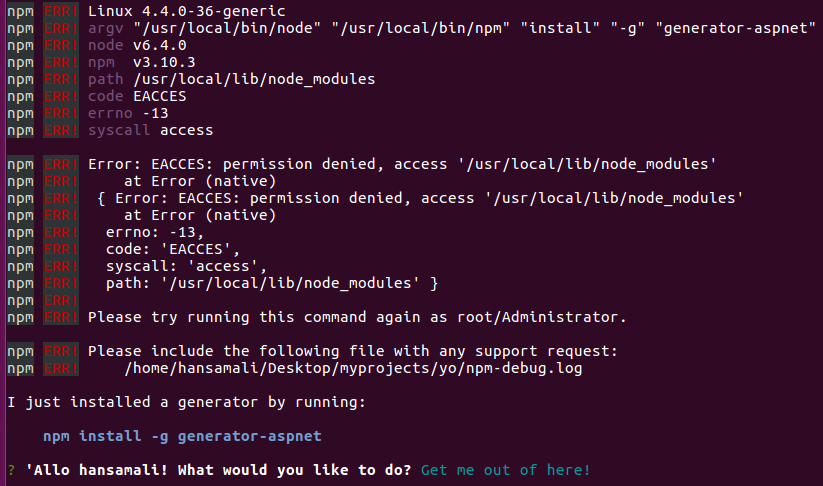 npm ERR! Linux 4.4.0-36-generic
npm ERR! argv "/usr/local/bin/node" "/usr/local/bin/npm" "install" "-g" "generator-aspnet"
npm ERR! node v6.4.0
npm ERR! npm  v3.10.3
npm ERR! path /usr/local/lib/node_modules
npm ERR! code EACCES
npm ERR! errno -13
npm ERR! syscall access
npm ERR! Error: EACCES: permission denied, access '/usr/local/lib/node_modules'
npm ERR!     at Error (native)
npm ERR!  { Error: EACCES: permission denied, access '/usr/local/lib/node_modules'
npm ERR!     at Error (native)
npm ERR!   errno: -13,
npm ERR!   code: 'EACCES',
npm ERR!   syscall: 'access',
npm ERR!   path: '/usr/local/lib/node_modules' }
npm ERR!
npm ERR! Please try running this command again as root/Administrator.
npm ERR! Please include the following file with any support request:
npm ERR!     /home/hansamali/Desktop/myprojects/yo/npm-debug.log
I just installed a generator by running:
npm install -g generator-aspnet
? 'Allo hansamali! What would you like to do? Get me out of here!